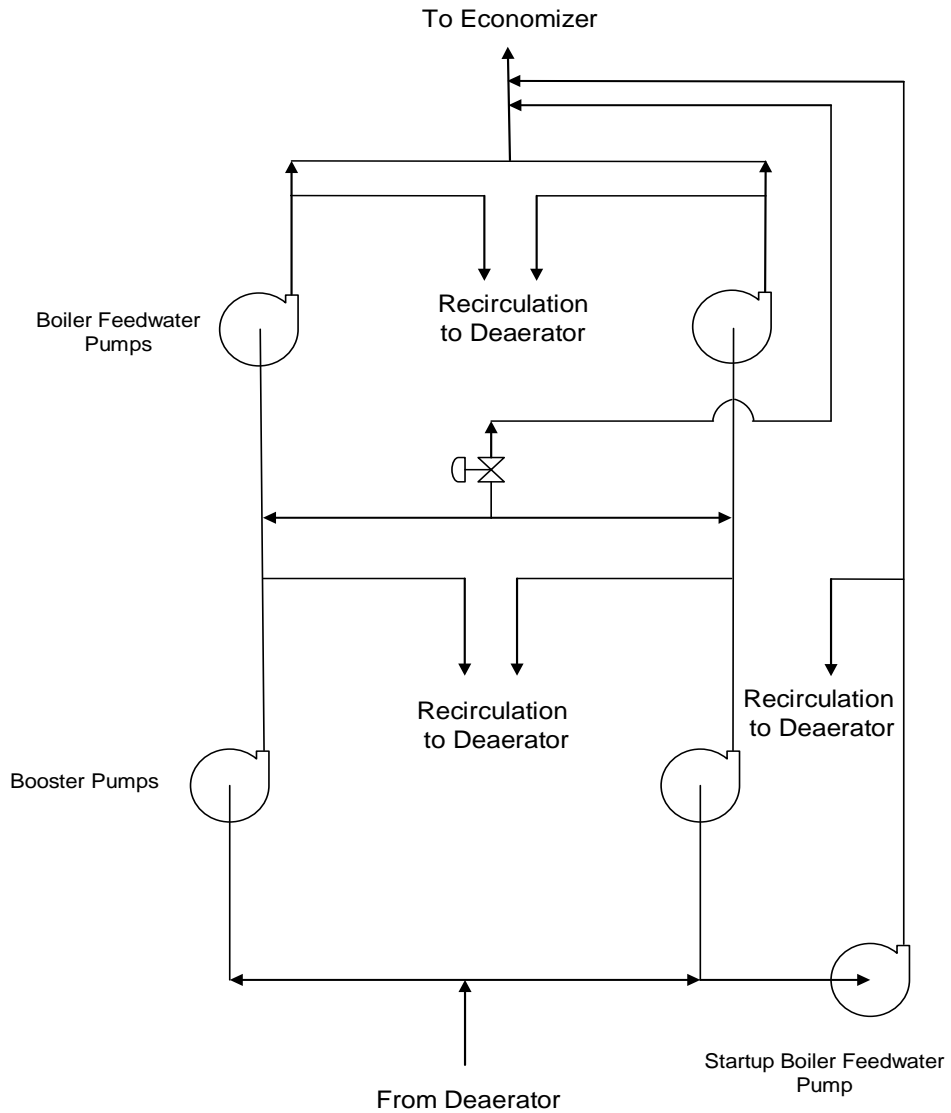 To Economizer
Boiler Feedwater
Pumps
Recirculation
to Deaerator
Recirculation
to Deaerator
Recirculation
to Deaerator
Booster Pumps
Startup Boiler Feedwater
Pump
From Deaerator